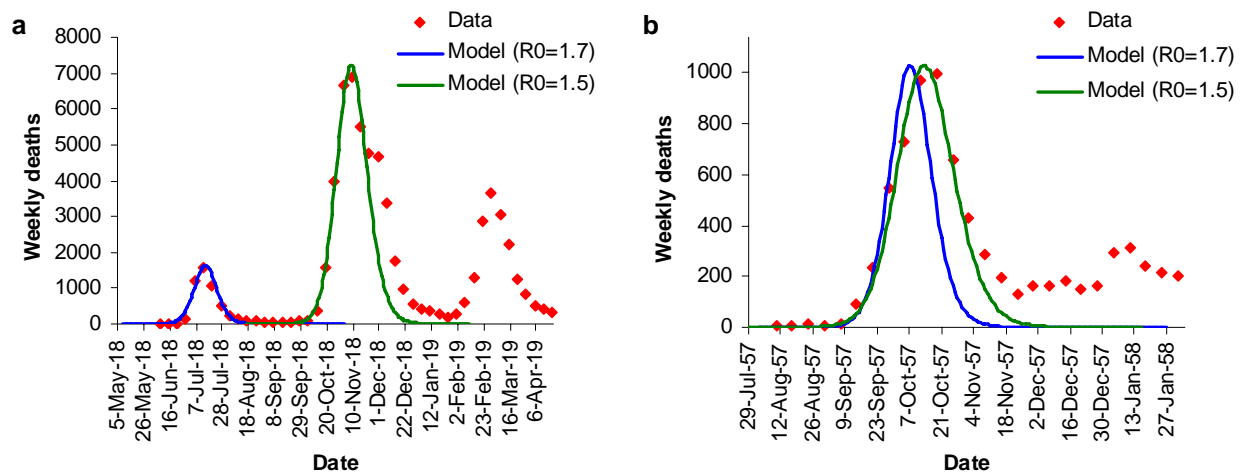 a
Data
Model (R0=1.7)
Model (R0=1.5)
Weekly deaths
8000
7000
6000
5000
4000
3000
2000
1000
0
5-May-18
26-May-18
16-Jun-18
7-Jul-18
28-Jul-18
18-Aug-18
8-Sep-18
29-Sep-18
20-Oct-18
10-Nov-18
1-Dec-18
22-Dec-18
12-Jan-19
2-Feb-19
23-Feb-19
16-Mar-19
6-Apr-19
Date
b
Data
Model (R0=1.7)
Model (R0=1.5)
Weekly deaths
1000
800
600
400
200
0
29-Jul-57
12-Aug-57
26-Aug-57
9-Sep-57
23-Sep-57
7-Oct-57
21-Oct-57
4-Nov-57
18-Nov-57
2-Dec-57
16-Dec-57
30-Dec-57
13-Jan-58
27-Jan-58
Date